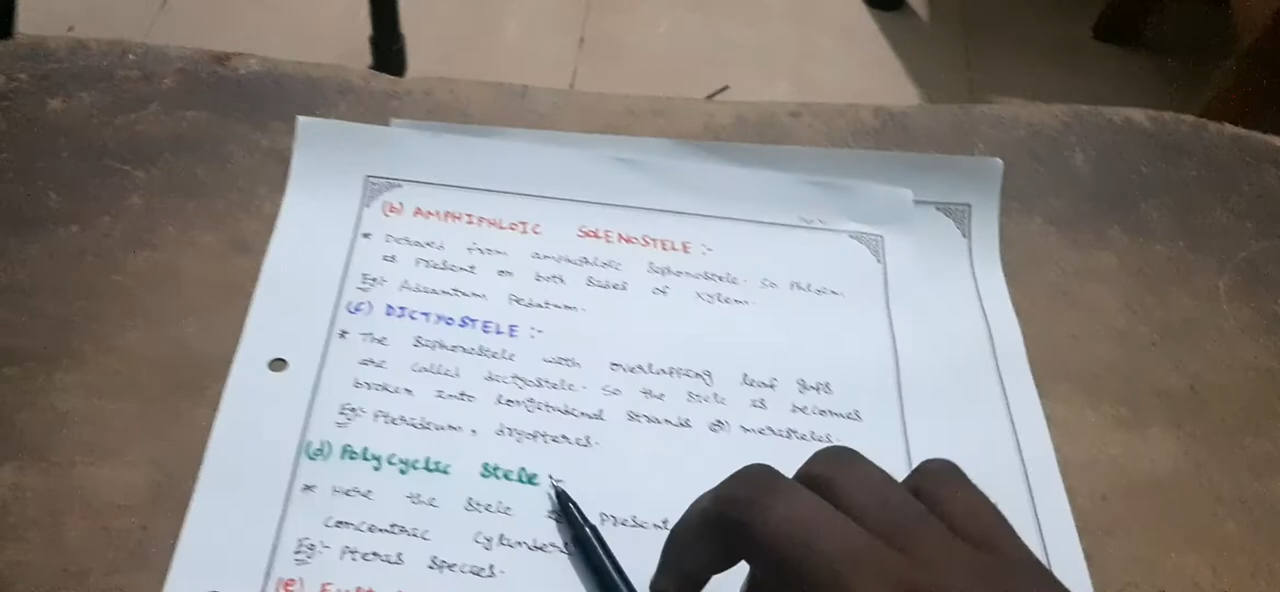 (b) AMPHIPHLOIC SOLENOSTELE :-
* Derived from amphiphloic Siphonostele. So Phloem
is Present on both Sides of Xylem.
Eg:- Adiantum Pedatum.
(c) DICTYOSTELE :-
* The Siphonostele with overlapping leaf gaps
are called dictyostele. So the Stele is becomes
broken into longitudinal Strands (or) meristeles.
Eg:- Pteridium, dryopteris.
(d) Polycyclic Stele :-
* Here the Stele is present
Concentric Cylinders
Eg:- Pteris Species.
(e)